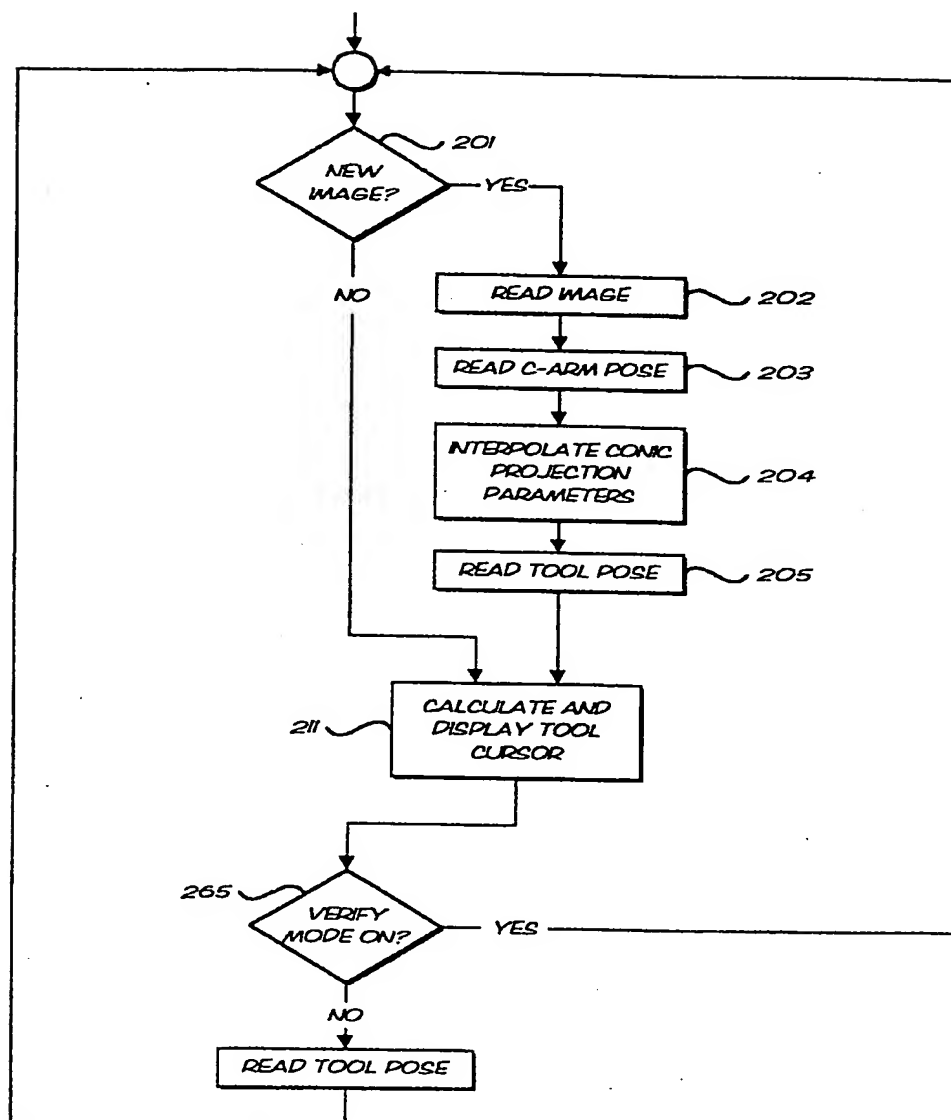 201
NEW
IMAGE?
YES
NO
READ IMAGE
202
READ C-ARM POSE
203
INTERPOLATE CONIC
PROJECTION
PARAMETERS
204
READ TOOL POSE
205
CALCULATE AND
DISPLAY TOOL
CURSOR
211
265
VERIFY
MODE ON?
YES
NO
READ TOOL POSE